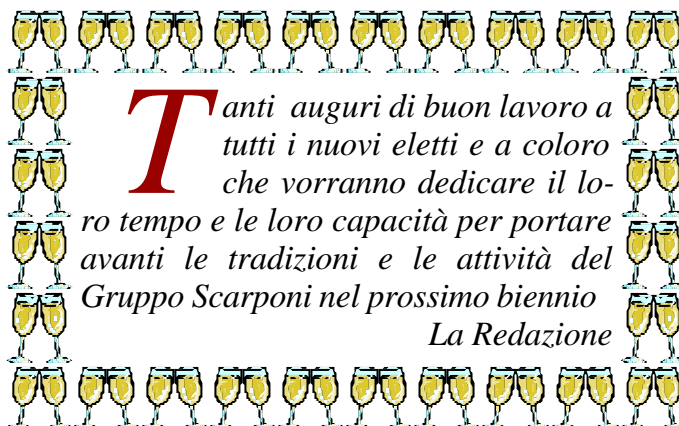 Tanti auguri di buon lavoro a
tutti i nuovi eletti e a coloro
che vorranno dedicare il lo-
ro tempo e le loro capacità per portare
avanti le tradizioni e le attività del
Gruppo Scarponi nel prossimo biennio
La Redazione